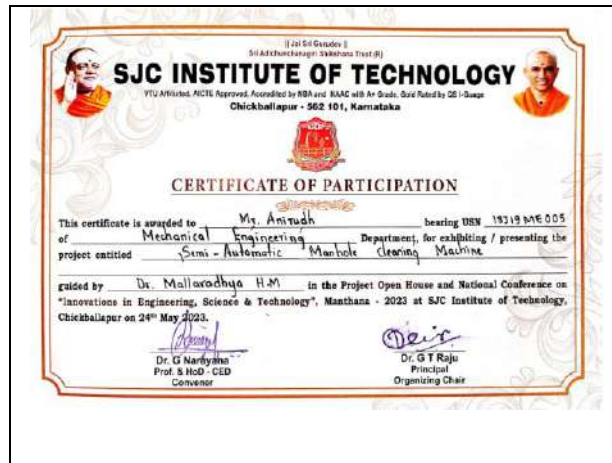 || Jai Sri Gurudev ||
Sri Adichunchanagiri Shikshana Trust (R)
SJC INSTITUTE OF TECHNOLOGY
VTU Affiliated, AICTE Approved, Accredited by NBA and NAAC with A+ Grade, Gold Rated by QS I-Gauge
Chickballapur - 562 101, Karnataka
CERTIFICATE OF PARTICIPATION
This certificate is awarded to Mr. Anirudh bearing USN 18J19ME005
of Mechanical Engineering Department, for exhibiting / presenting the
project entitled Semi-Automatic Manhole Cleaning Machine
guided by Dr. Mallaradhya H.M in the Project Open House and National Conference on
"Innovations in Engineering, Science & Technology", Manthana - 2023 at SJC Institute of Technology,
Chickballapur on 24th May 2023.
Dr. G Narayana
Prof. & HoD - CED
Convenor
Dr. G T Raju
Principal
Organizing Chair